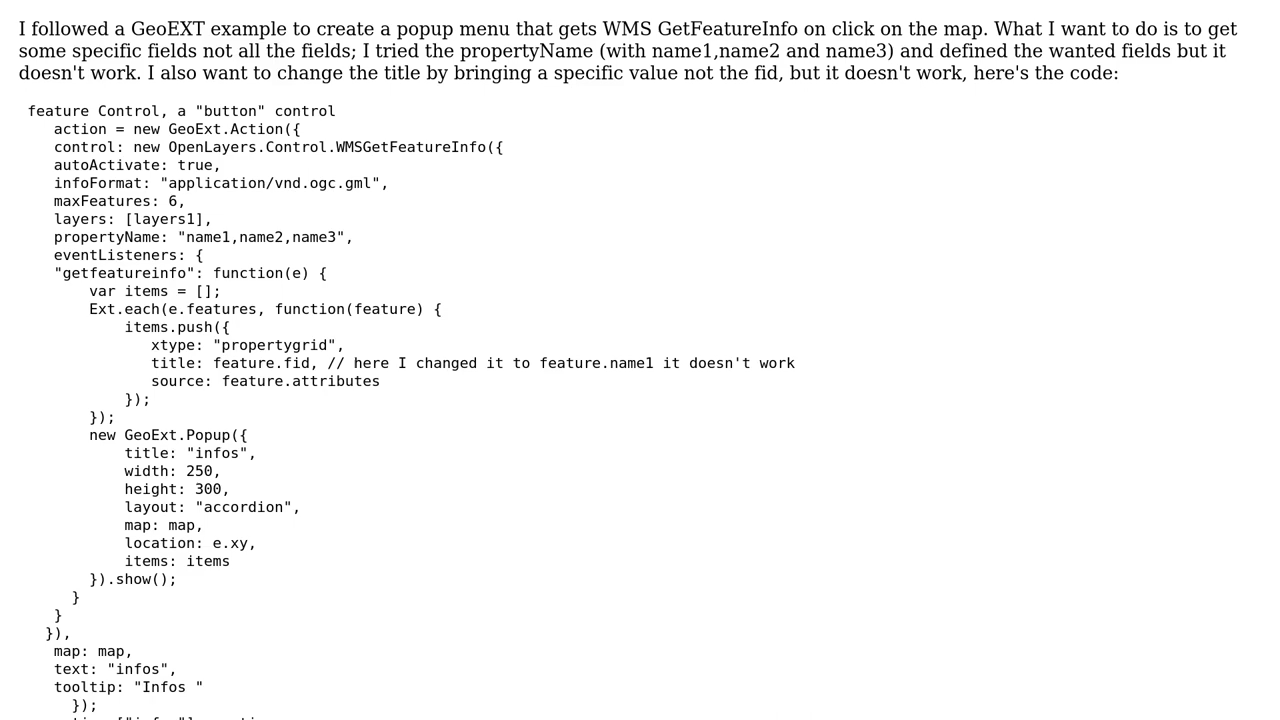 I followed a GeoEXT example to create a popup menu that gets WMS GetFeatureInfo on click on the map. What I want to do is to get
some specific fields not all the fields; I tried the propertyName (with name1,name2 and name3) and defined the wanted fields but it
doesn't work. I also want to change the title by bringing a specific value not the fid, but it doesn't work, here's the code:
feature Control, a "button" control
action = new GeoExt.Action({
control: new OpenLayers.Control.WMSGetFeatureInfo({
autoActivate: true,
infoFormat: "application/vnd.ogc.gml",
maxFeatures: 6,
layers: [layers1],
propertyName: "name1,name2,name3",
eventListeners: {
"getfeatureinfo": function(e) {
var items = [];
Ext.each(e.features, function(feature) {
items.push({
xtype: "propertygrid",
title: feature.fid, // here I changed it to feature.name1 it doesn't work
source: feature.attributes
});
});
new GeoExt.Popup({
title: "infos",
width: 250,
height: 300,
layout: "accordion",
map: map,
location: e.xy,
items: items
}).show();
}
}
}),
map: map,
text: "infos",
tooltip: "Infos "
});